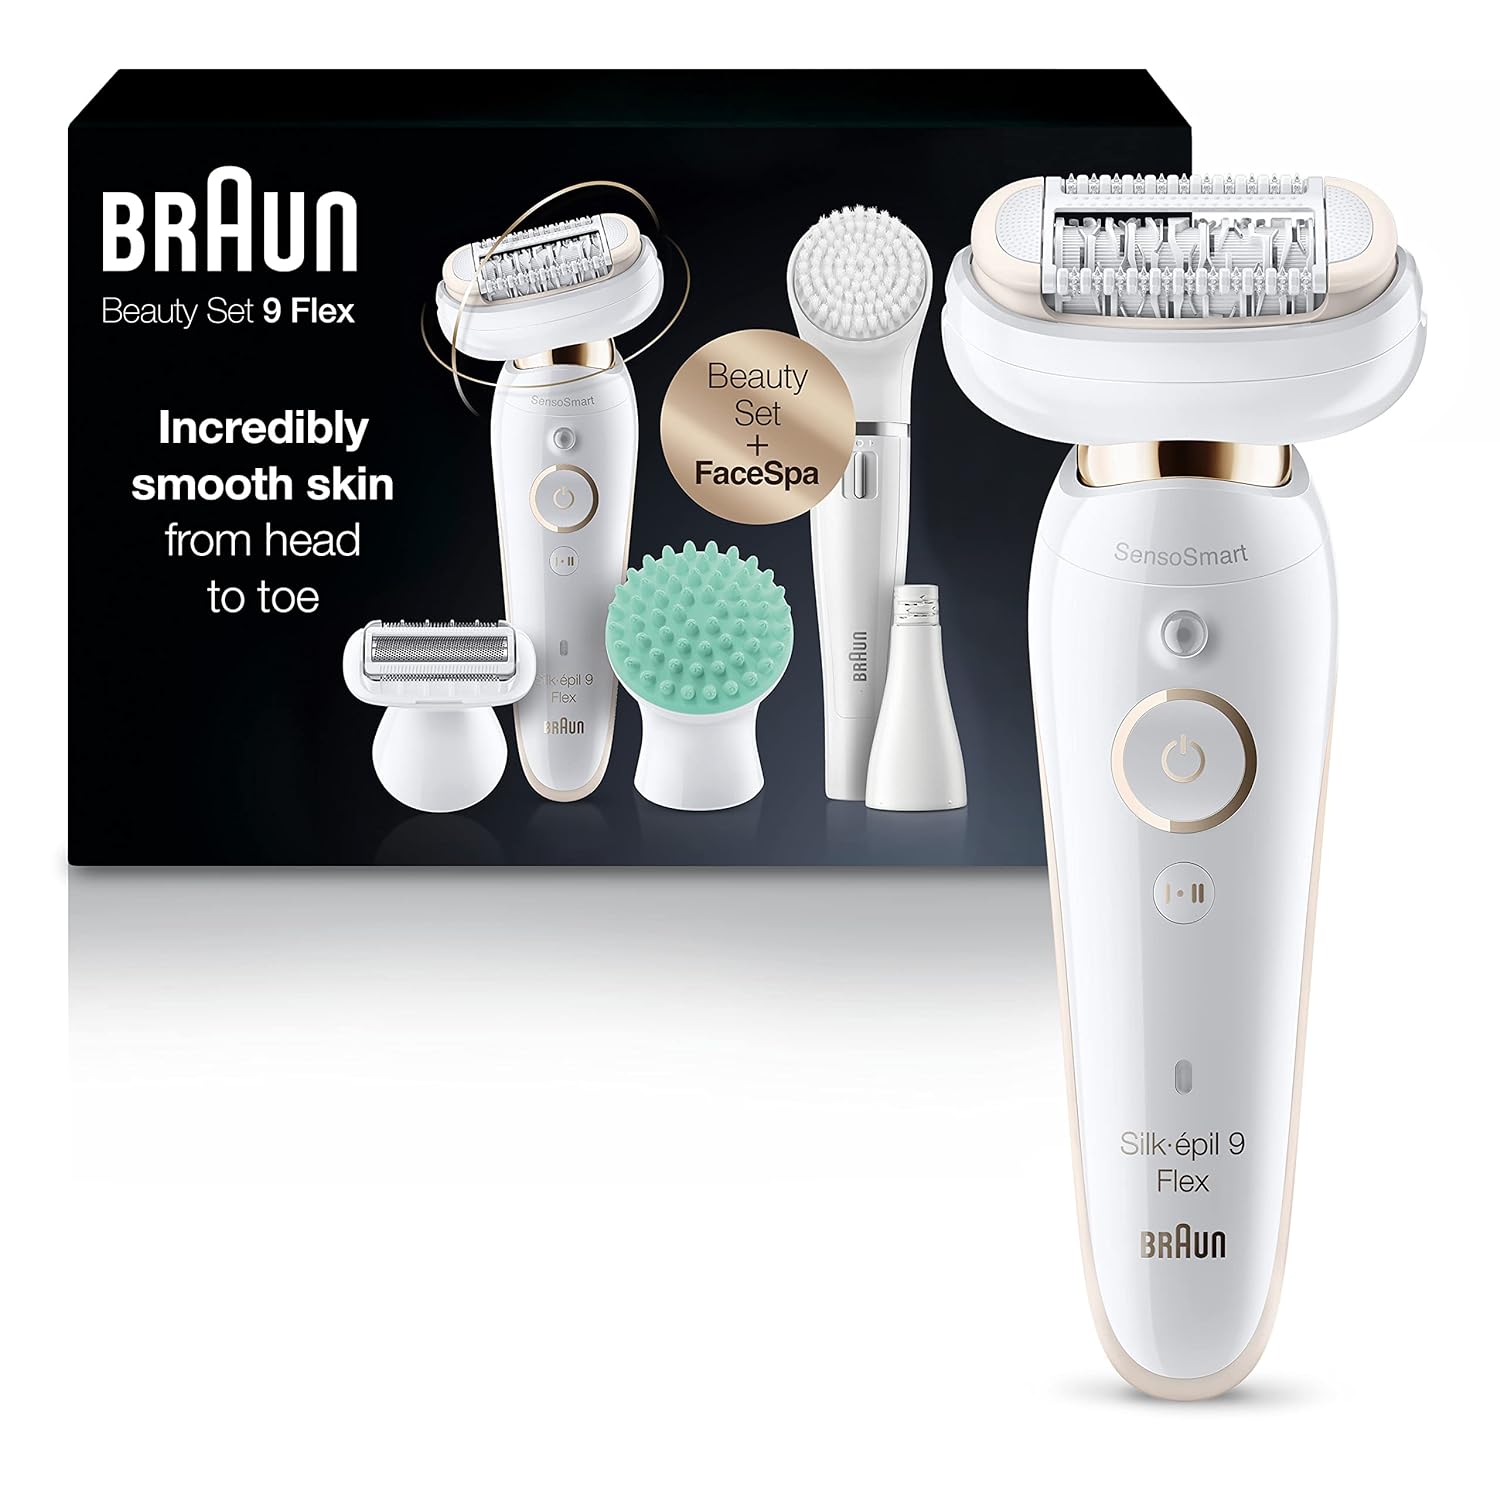 BRAUN
Beauty Set 9 Flex
Incredibly
smooth skin
from head
to toe
SensoSmart
Silk·épil 9
Flex
BRAUN
Beauty
Set
+
FaceSpa
BRAUN
SensoSmart
Silk·épil 9
Flex
BRAUN